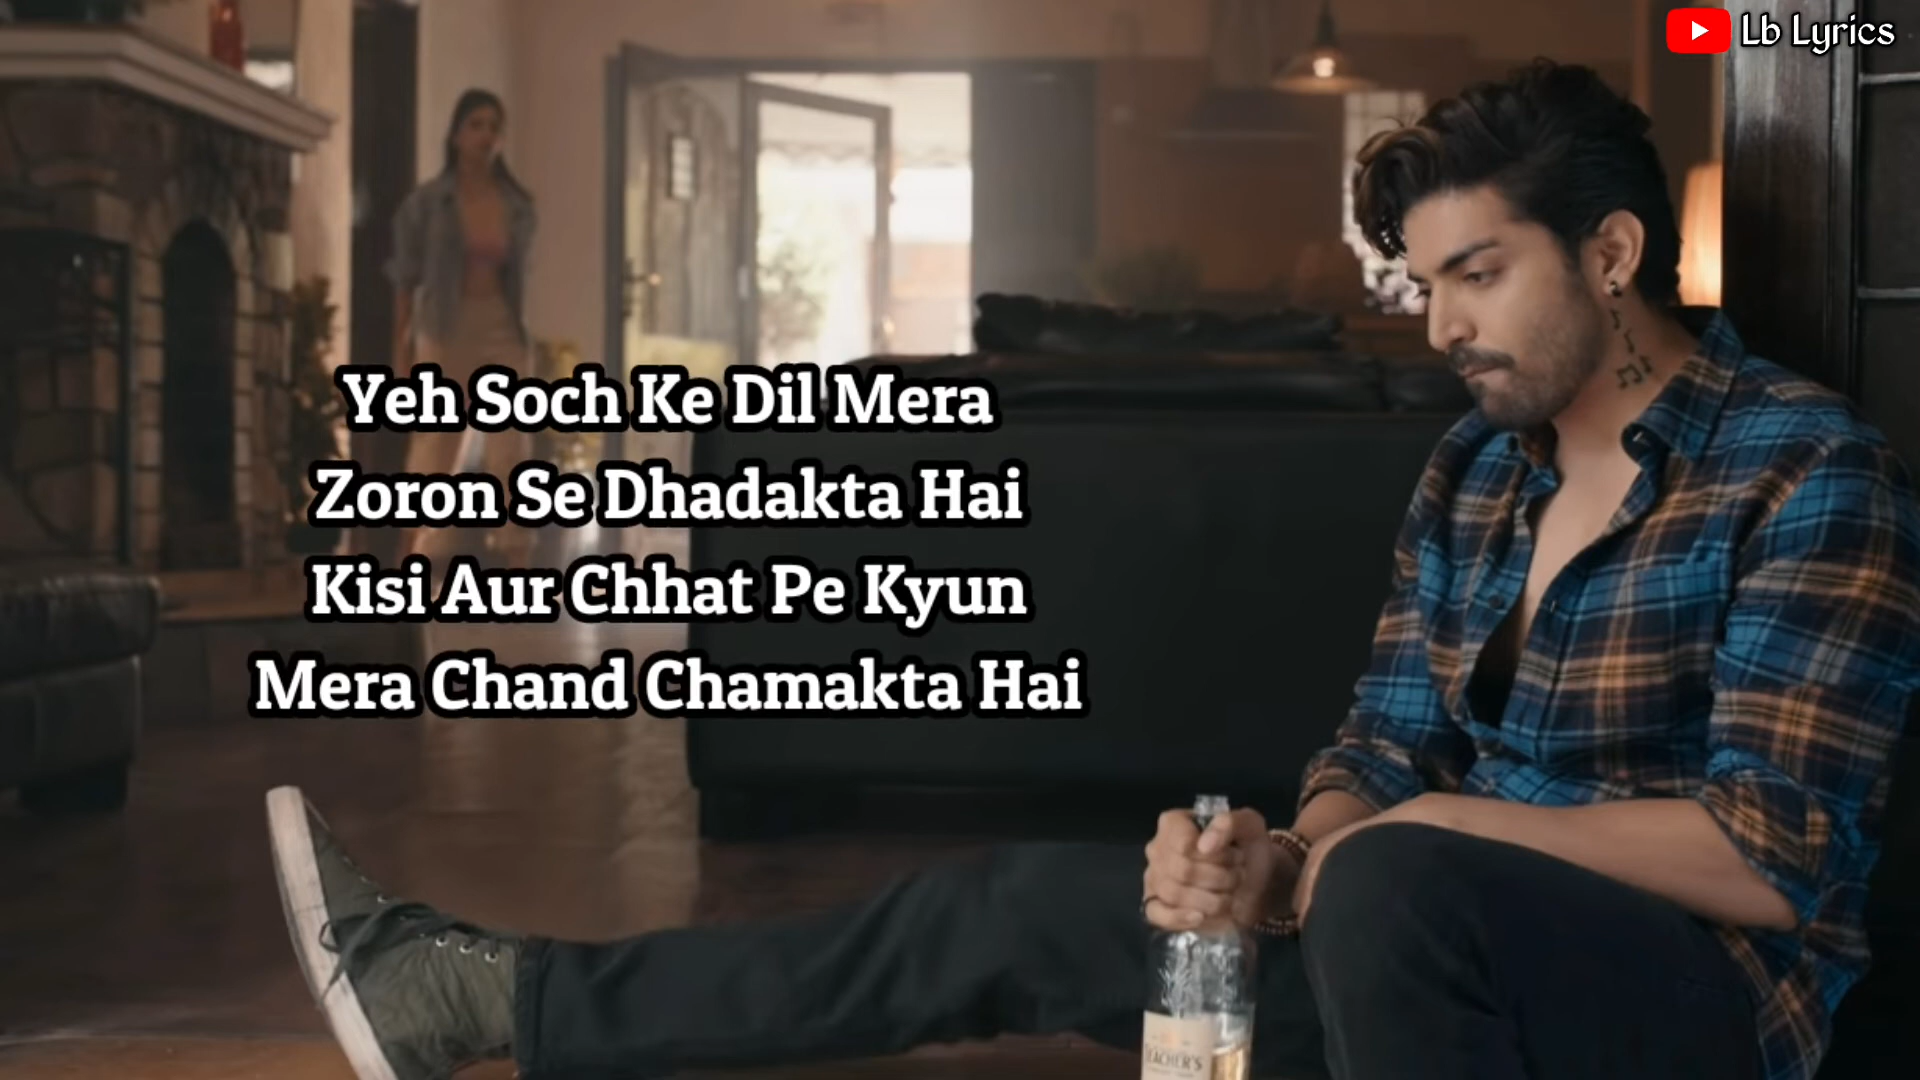 Lb Lyrics
Yeh Soch Ke Dil Mera
Zoron Se Dhadakta Hai
Kisi Aur Chhat Pe Kyun
Mera Chand Chamakta Hai
TEACHER'S